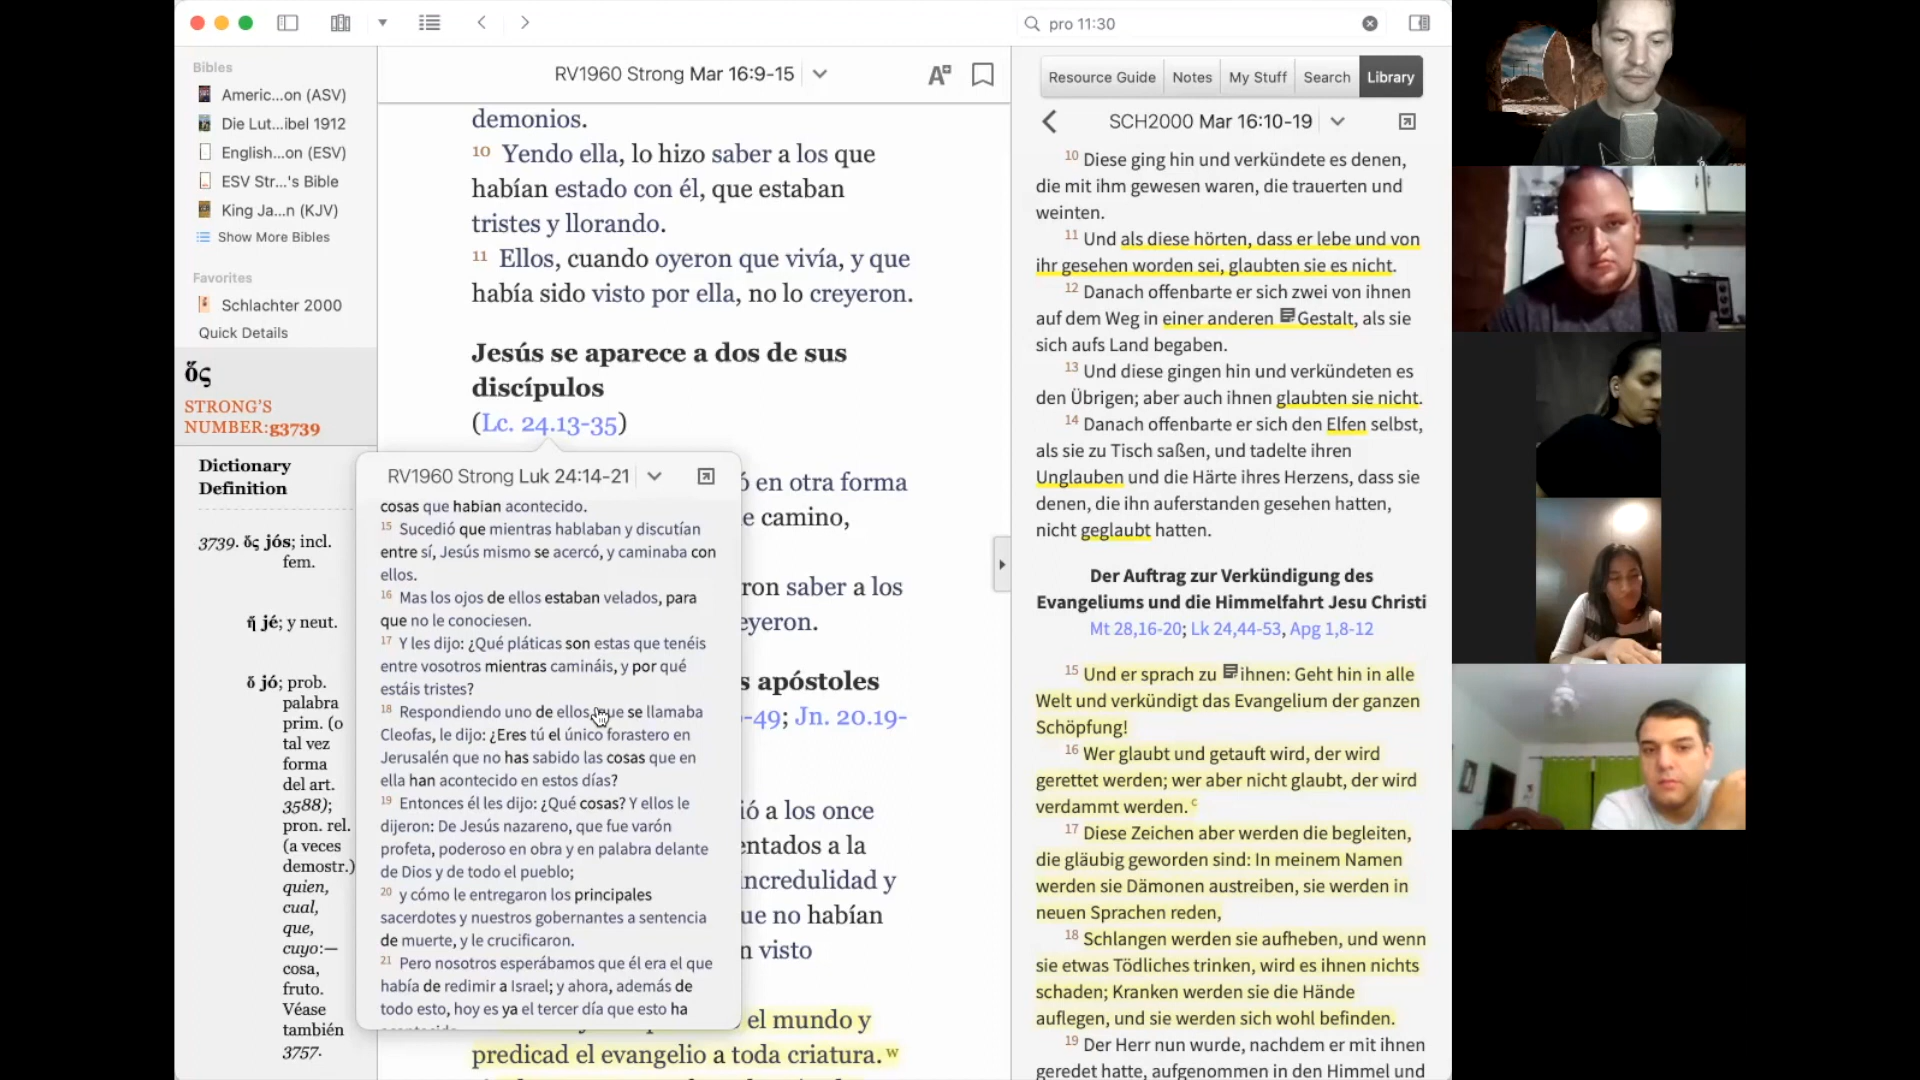 pro 11:30
Bibles
Americ...on (ASV)
Die Lut...ibel 1912
English...on (ESV)
ESV Str...'s Bible
King Ja...n (KJV)
Show More Bibles
Favorites
Schlachter 2000
Quick Details
ὅς
STRONG'S
NUMBER:g3739
Dictionary
Definition
3739. ὅς jós; incl.
fem.
ἥ jé; y neut.
ὅ jó; prob.
palabra
prim. (o
tal vez
forma
del art.
3588);
pron. rel.
(a veces
demostr.)
quien,
cual,
que,
cuyo:—
cosa,
fruto.
Véase
también
3757.
RV1960 Strong Mar 16:9-15
demonios.
10 Yendo ella, lo hizo saber a los que
habían estado con él, que estaban
tristes y llorando.
11 Ellos, cuando oyeron que vivía, y que
había sido visto por ella, no lo creyeron.
Jesús se aparece a dos de sus
discípulos
(Lc. 24.13-35)
ó en otra forma
e camino,
ron saber a los
eyeron.
s apóstoles
-49; Jn. 20.19-
ió a los once
entados a la
incredulidad y
ue no habían
n visto
el mundo y
predicad el evangelio a toda criatura. w
RV1960 Strong Luk 24:14-21
cosas que habían acontecido.
15 Sucedió que mientras hablaban y discutían
entre sí, Jesús mismo se acercó, y caminaba con
ellos.
16 Mas los ojos de ellos estaban velados, para
que no le conociesen.
17 Y les dijo: ¿Qué pláticas son estas que tenéis
entre vosotros mientras camináis, y por qué
estáis tristes?
18 Respondiendo uno de ellos, que se llamaba
Cleofas, le dijo: ¿Eres tú el único forastero en
Jerusalén que no has sabido las cosas que en
ella han acontecido en estos días?
19 Entonces él les dijo: ¿Qué cosas? Y ellos le
dijeron: De Jesús nazareno, que fue varón
profeta, poderoso en obra y en palabra delante
de Dios y de todo el pueblo;
20 y cómo le entregaron los principales
sacerdotes y nuestros gobernantes a sentencia
de muerte, y le crucificaron.
21 Pero nosotros esperábamos que él era el que
había de redimir a Israel; y ahora, además de
todo esto, hoy es ya el tercer día que esto ha
Resource Guide Notes My Stuff Search Library
SCH2000 Mar 16:10-19
10 Diese ging hin und verkündete es denen,
die mit ihm gewesen waren, die trauerten und
weinten.
11 Und als diese hörten, dass er lebe und von
ihr gesehen worden sei, glaubten sie es nicht.
12 Danach offenbarte er sich zwei von ihnen
auf dem Weg in einer anderen Gestalt, als sie
sich aufs Land begaben.
13 Und diese gingen hin und verkündeten es
den Übrigen; aber auch ihnen glaubten sie nicht.
14 Danach offenbarte er sich den Elfen selbst,
als sie zu Tisch saßen, und tadelte ihren
Unglauben und die Härte ihres Herzens, dass sie
denen, die ihn auferstanden gesehen hatten,
nicht geglaubt hatten.
Der Auftrag zur Verkündigung des
Evangeliums und die Himmelfahrt Jesu Christi
Mt 28,16-20; Lk 24,44-53, Apg 1,8-12
15 Und er sprach zu ihnen: Geht hin in alle
Welt und verkündigt das Evangelium der ganzen
Schöpfung!
16 Wer glaubt und getauft wird, der wird
gerettet werden; wer aber nicht glaubt, der wird
verdammt werden. c
17 Diese Zeichen aber werden die begleiten,
die gläubig geworden sind: In meinem Namen
werden sie Dämonen austreiben, sie werden in
neuen Sprachen reden,
18 Schlangen werden sie aufheben, und wenn
sie etwas Tödliches trinken, wird es ihnen nichts
schaden; Kranken werden sie die Hände
auflegen, und sie werden sich wohl befinden.
19 Der Herr nun wurde, nachdem er mit ihnen
geredet hatte, aufgenommen in den Himmel und